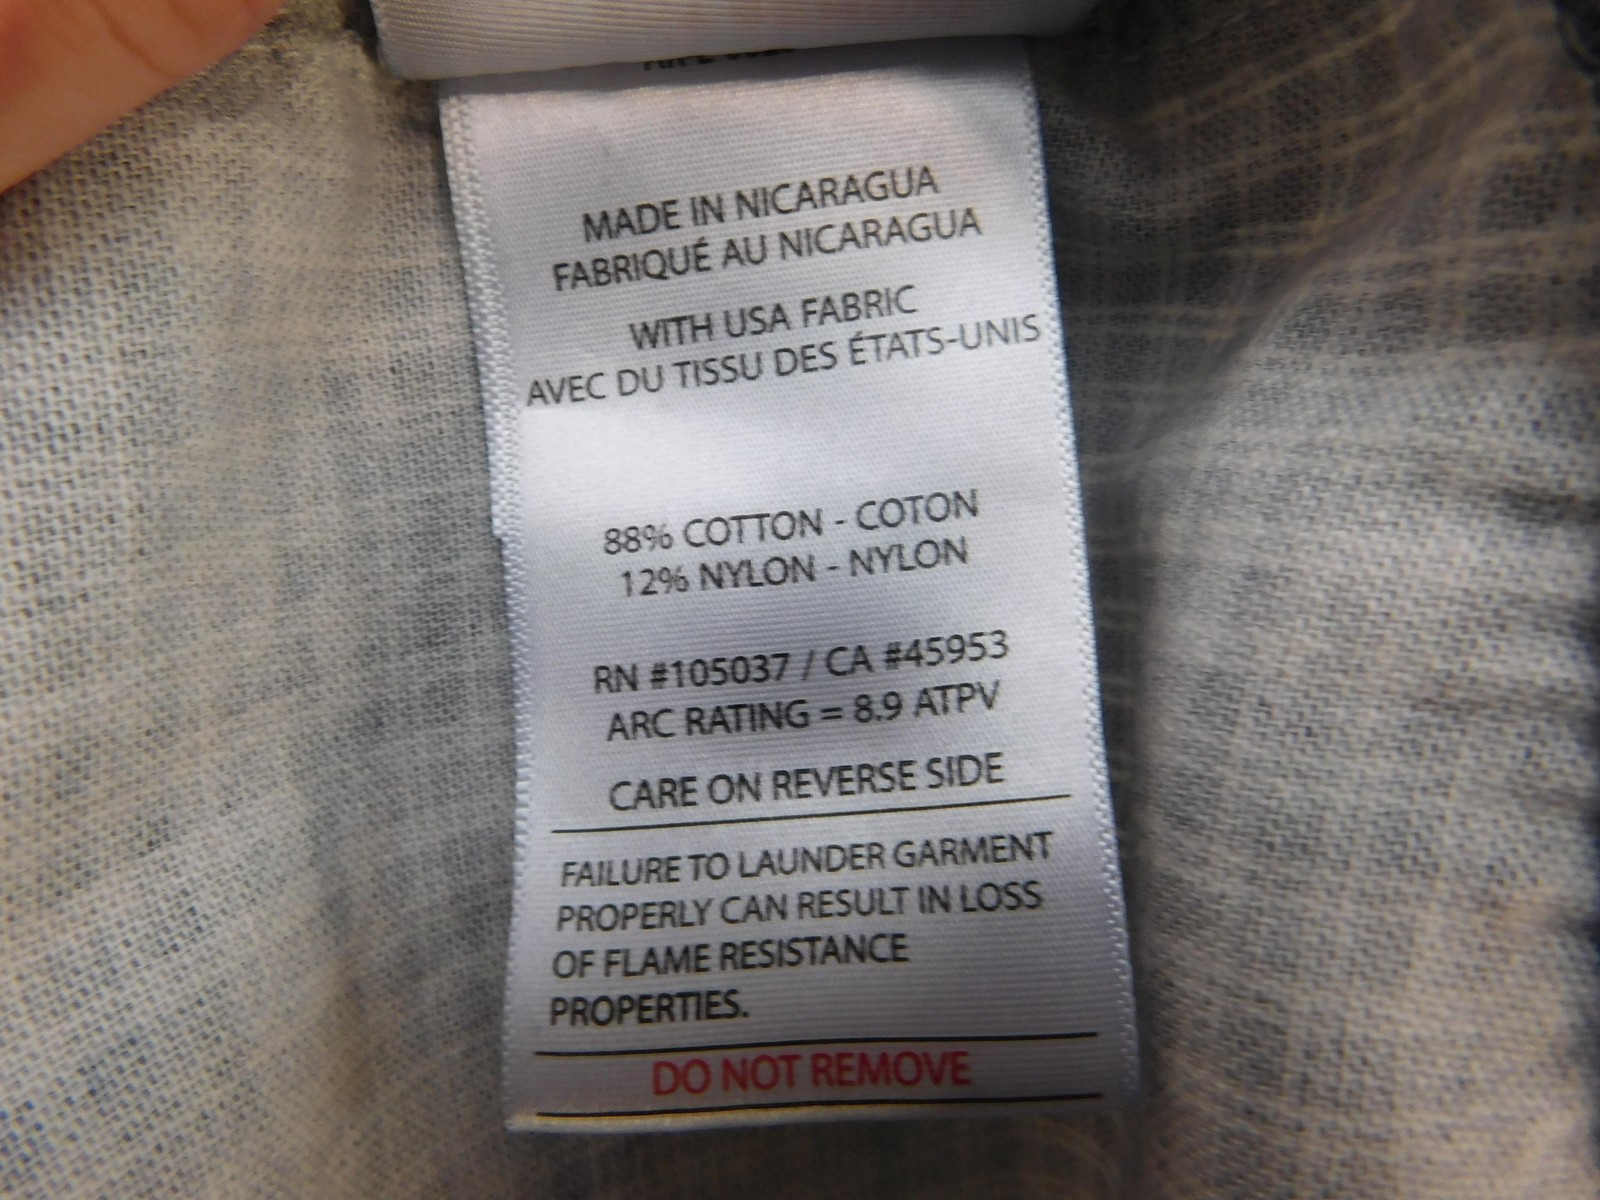 MADE IN NICARAGUA
FABRIQUÉ AU NICARAGUA
WITH USA FABRIC
AVEC DU TISSU DES ÉTATS-UNIS
88% COTTON - COTON
12% NYLON - NYLON
RN #105037 / CA #45953
ARC RATING = 8.9 ATPV
CARE ON REVERSE SIDE
FAILURE TO LAUNDER GARMENT
PROPERLY CAN RESULT IN LOSS
OF FLAME RESISTANCE
PROPERTIES.
DO NOT REMOVE